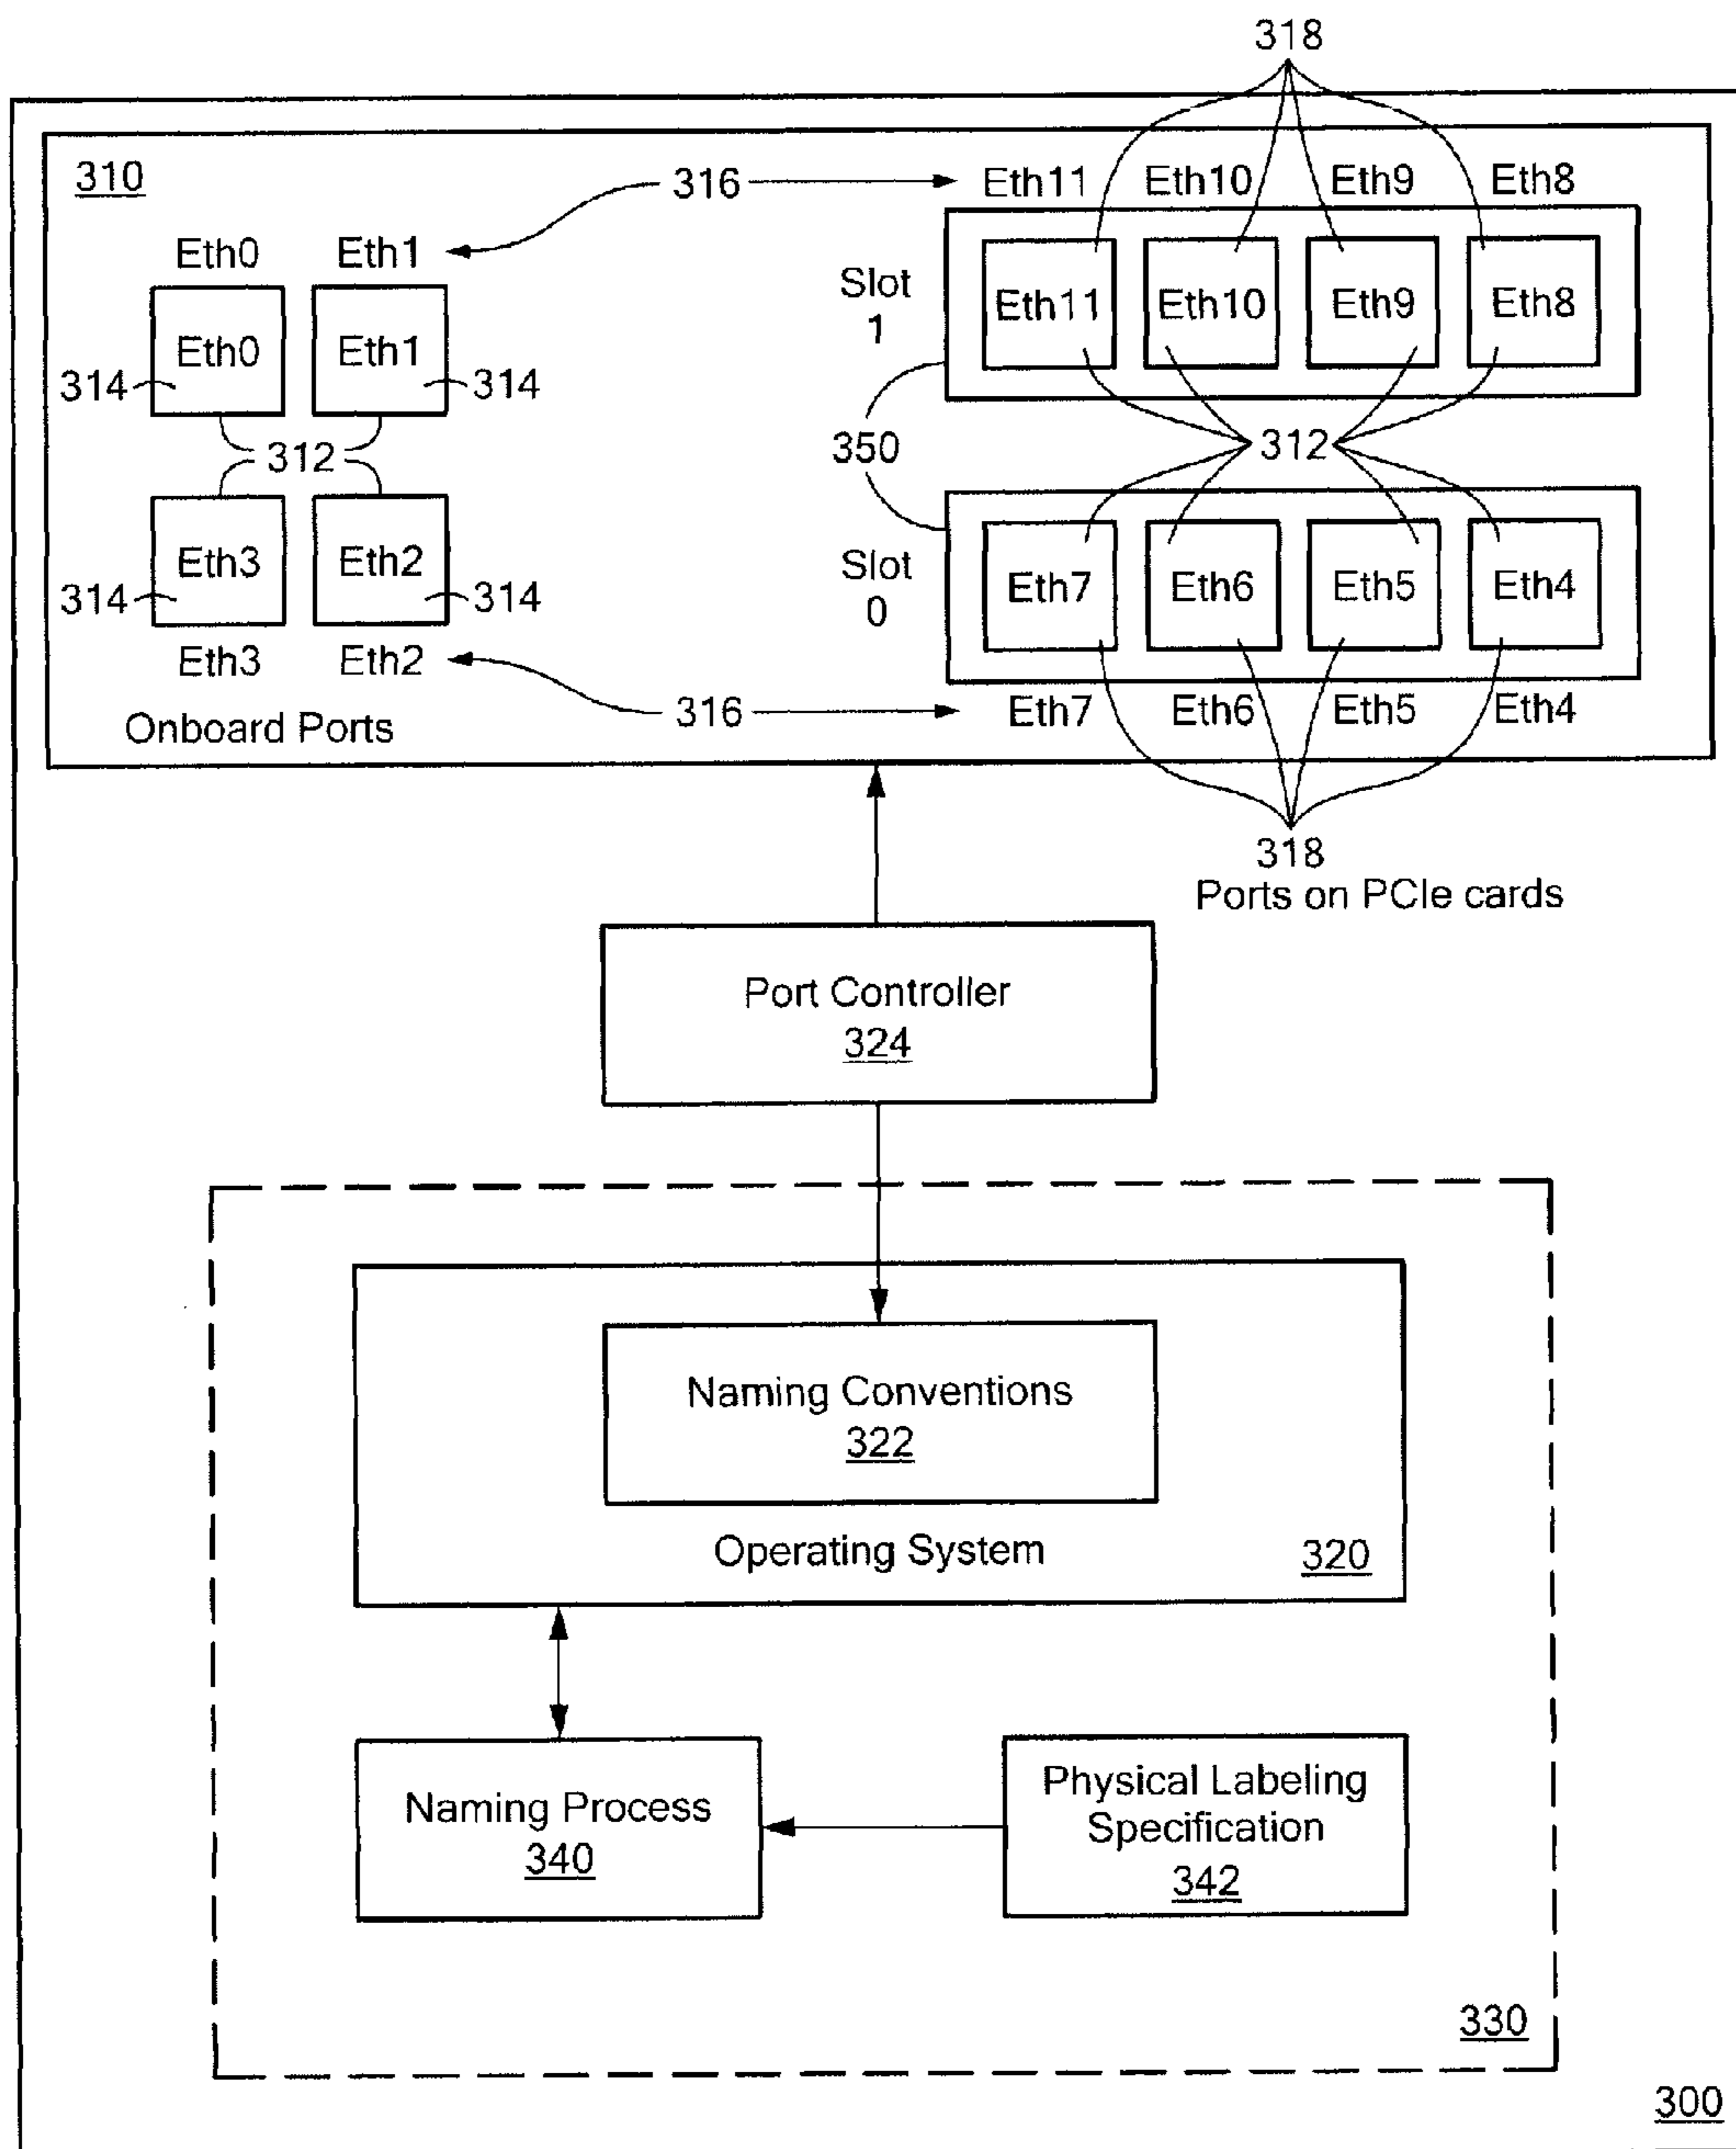 318
310
316
Eth11 Eth10 Eth9 Eth8
Eth0 Eth1
Slot
1
Eth11 Eth10 Eth9 Eth8
Eth0 Eth1
314 314
312
350
312
Slot
0
Eth7 Eth6 Eth5 Eth4
Eth3 Eth2
314 314
Eth3 Eth2
316
Eth7 Eth6 Eth5 Eth4
Onboard Ports
318
Ports on PCIe cards
Port Controller
324
Naming Conventions
322
Operating System
320
Naming Process
340
Physical Labeling
Specification
342
330
300